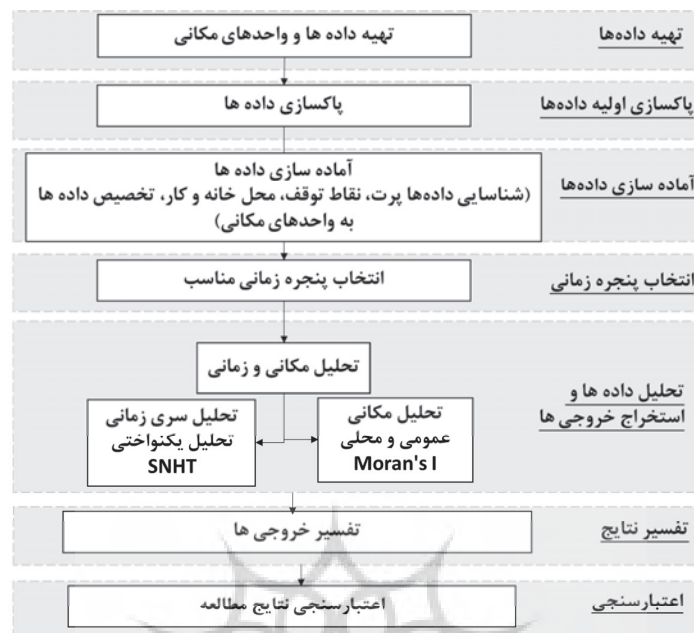 تهیه داده‌ها
تهیه داده ها و واحدهای مکانی
پاکسازی اولیه داده‌ها
پاکسازی داده ها
آماده سازی داده‌ها
آماده سازی داده ها
(شناسایی داده‌ها پرت، نقاط توقف، محل خانه و کار، تخصیص داده ها
به واحدهای مکانی)
انتخاب پنجره زمانی
انتخاب پنجره زمانی مناسب
تحلیل داده ها و
استخراج خروجی ها
تحلیل مکانی و زمانی
تحلیل مکانی
عمومی و محلی
Moran's I
تحلیل سری زمانی
تحلیل یکنواختی
SNHT
تفسیر نتایج
تفسیر خروجی ها
اعتبارسنجی
اعتبارسنجی نتایج مطالعه